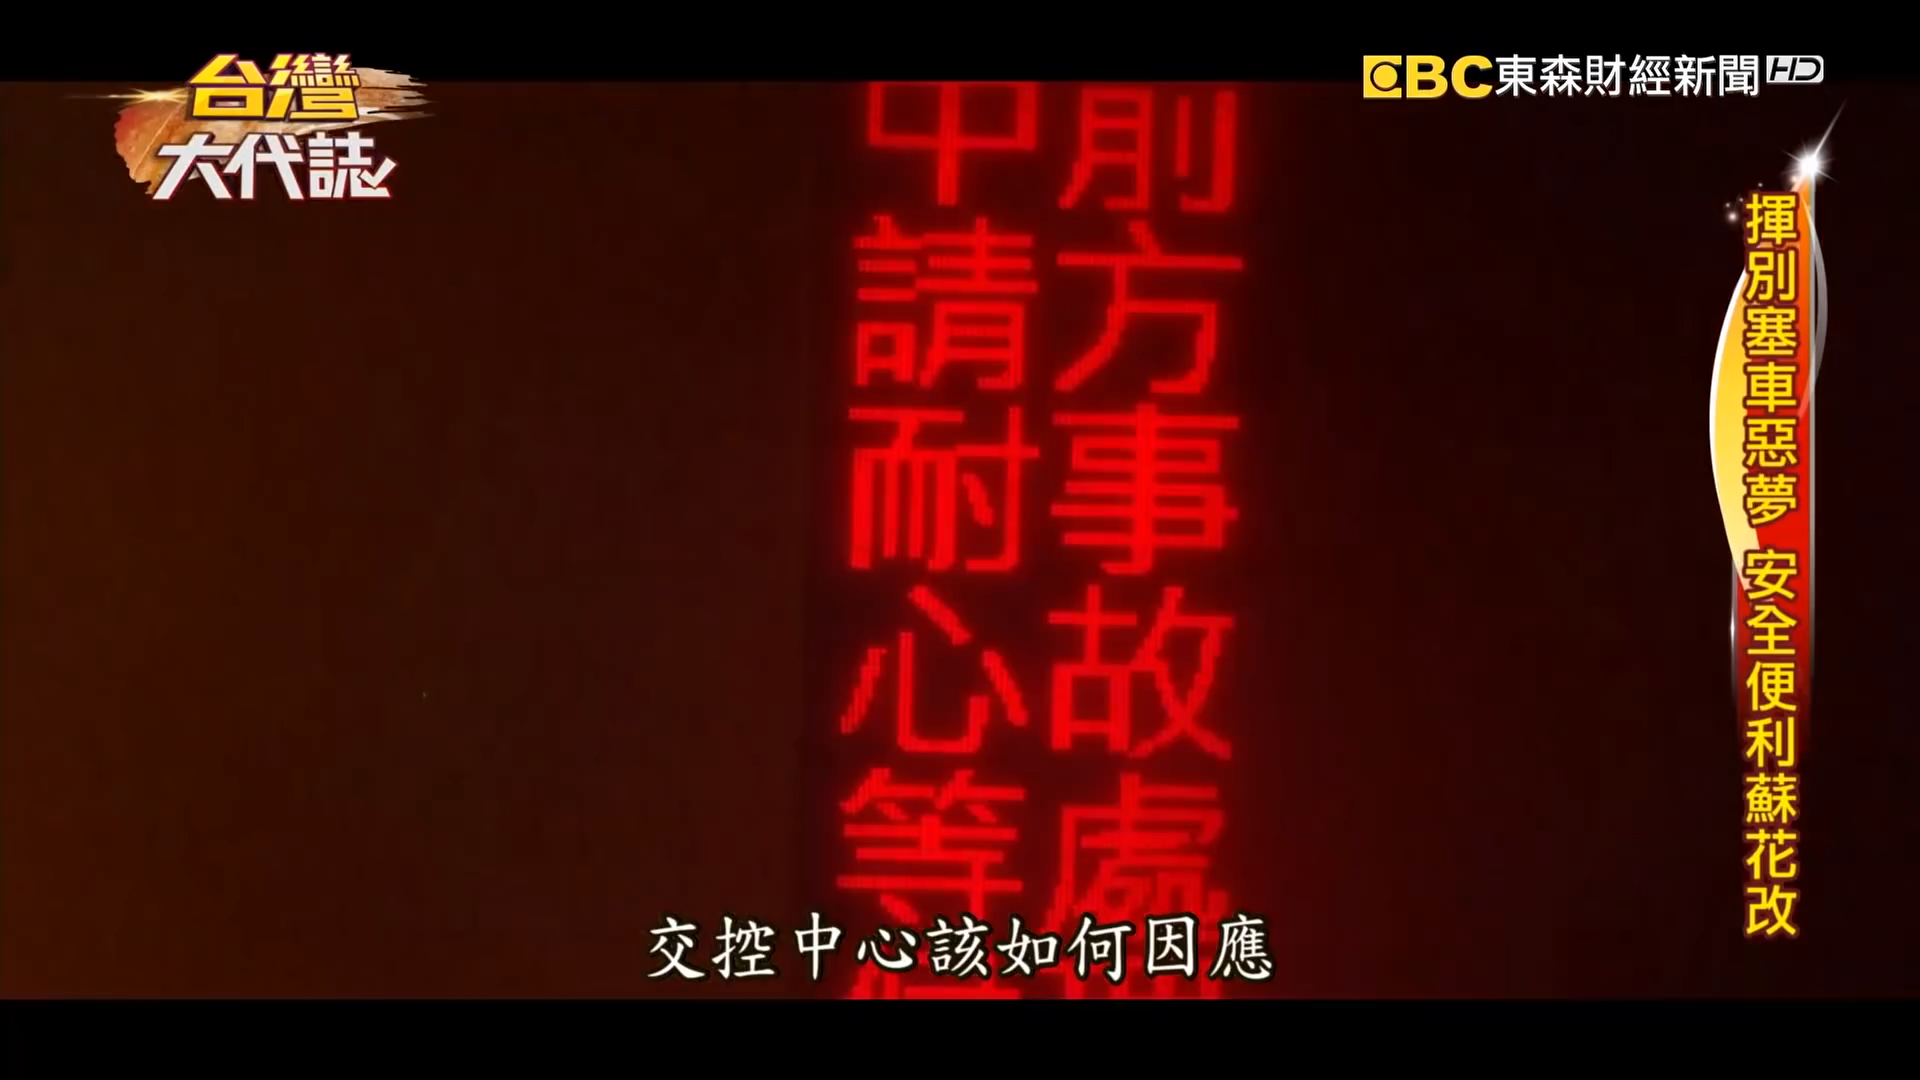 台灣
大代誌
EBC東森財經新聞HD
揮別塞車惡夢 安全便利蘇花改
前方事故處理
中請耐心等待
交控中心該如何因應